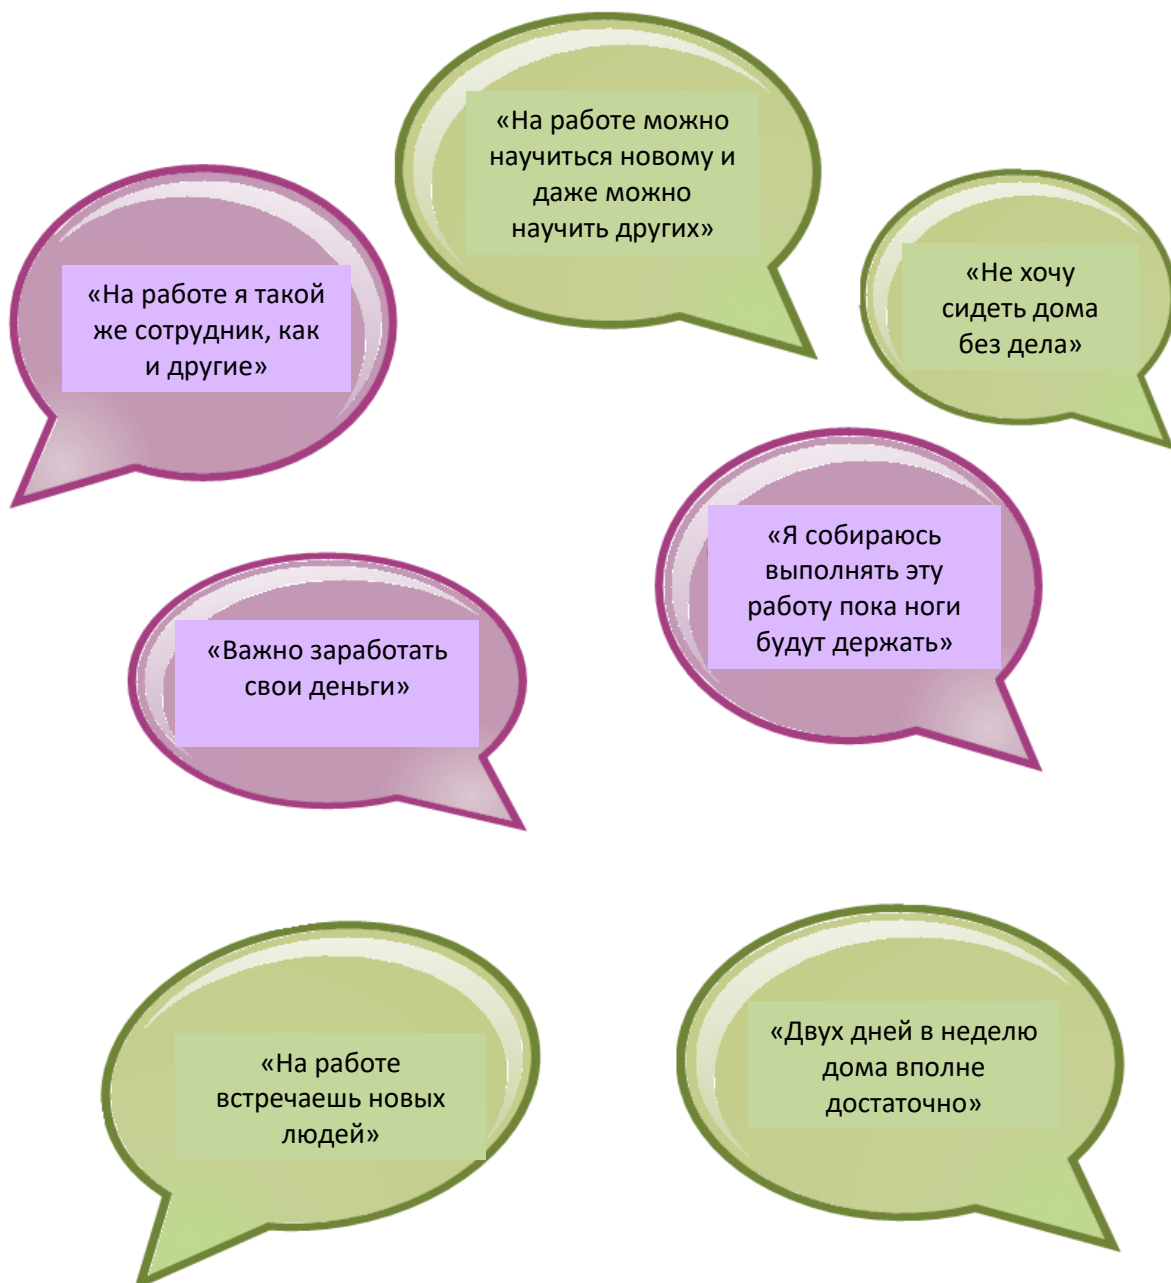 «На работе можно
научиться новому и
даже можно
научить других»
«На работе я такой
же сотрудник, как
и другие»
«Не хочу
сидеть дома
без дела»
«Я собираюсь
выполнять эту
работу пока ноги
будут держать»
«Важно заработать
свои деньги»
«На работе
встречаешь новых
людей»
«Двух дней в неделю
дома вполне
достаточно»